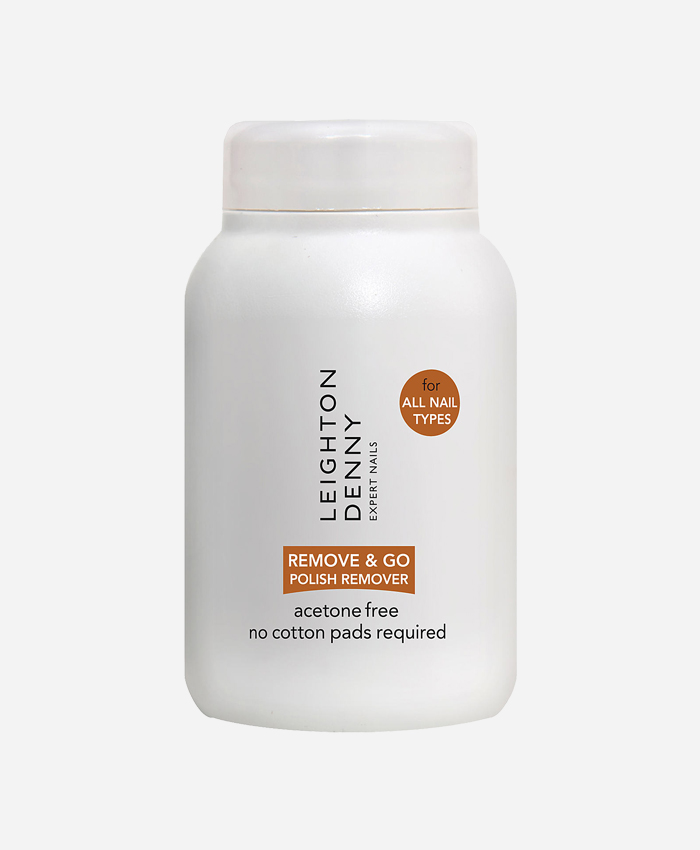 LEIGHTON
DENNY
EXPERT NAILS
for
ALL NAIL
TYPES
REMOVE & GO
POLISH REMOVER
acetone free
no cotton pads required